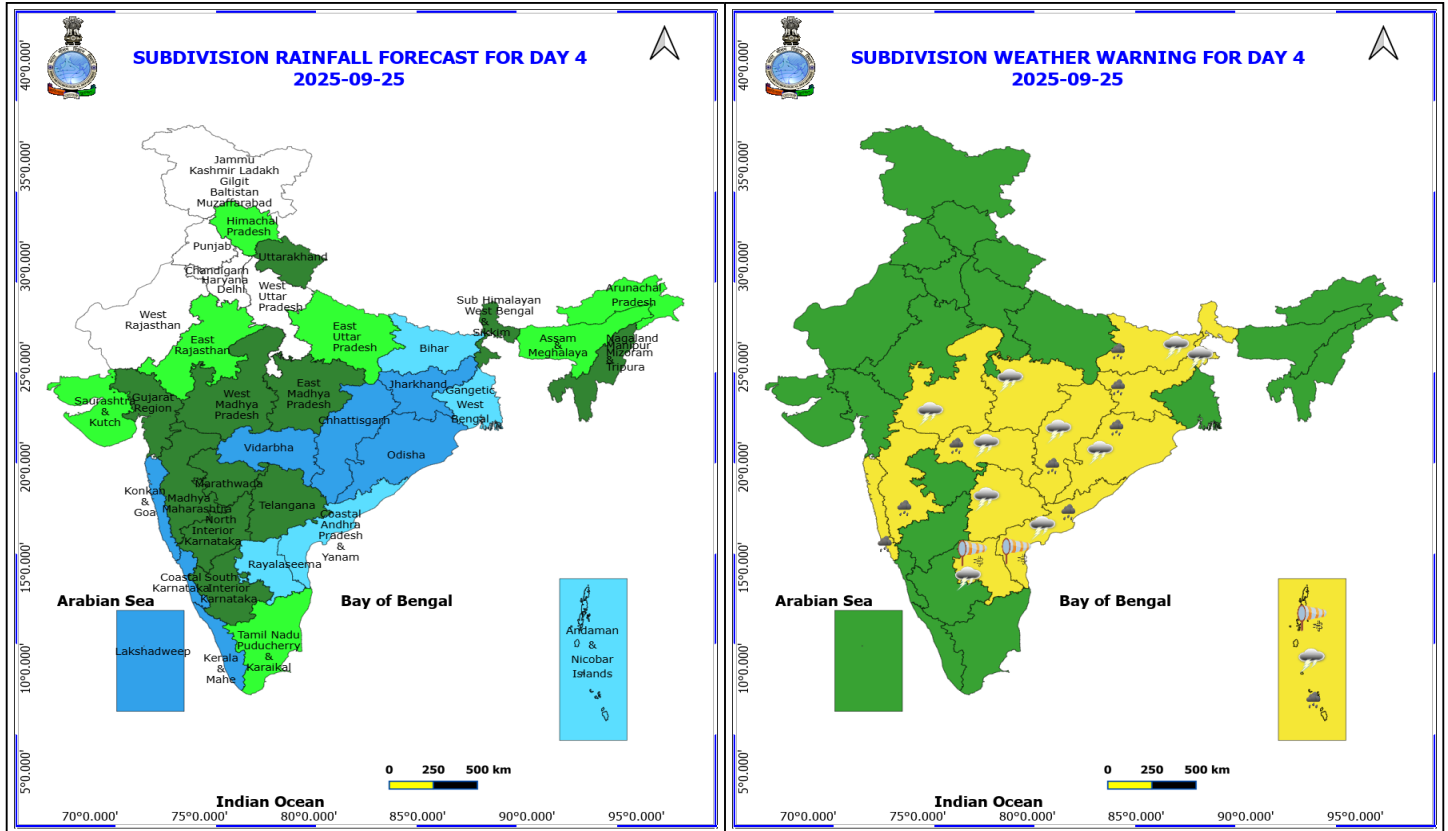 SUBDIVISION RAINFALL FORECAST FOR DAY 4
2025-09-25
40°0.000'
35°0.000'
30°0.000'
25°0.000'
20°0.000'
15°0.000'
10°0.000'
5°0.000'
Jammu
Kashmir Ladakh
Gilgit
Baltistan
Muzaffarabad
Himachal
Pradesh
Punjab
Uttarakhand
Chandigarh
Haryana
Delhi
West
Uttar
Pradesh
West
Rajasthan
East
Rajasthan
East
Uttar
Pradesh
Sub Himalayan
West Bengal
&
Sikkim
Arunachal
Pradesh
Assam
&
Meghalaya
Nagaland
Manipur
Mizoram
&
Tripura
Bihar
Jharkhand
Gangetic
West
Bengal
Saurashtra
&
Kutch
Gujarat
Region
West
Madhya
Pradesh
East
Madhya
Pradesh
Chhattisgarh
Vidarbha
Odisha
Konkan
&
Goa
Madhya
Maharashtra
Marathwada
Telangana
North
Interior
Karnataka
Coastal
Andhra
Pradesh
&
Yanam
Rayalaseema
Coastal
Karnataka
South
Interior
Karnataka
Arabian Sea
Bay of Bengal
Lakshadweep
Kerala
&
Mahe
Tamil Nadu
Puducherry
&
Karaikal
Andaman
&
Nicobar
Islands
0 250 500 km
Indian Ocean
70°0.000' 75°0.000' 80°0.000' 85°0.000' 90°0.000' 95°0.000'
SUBDIVISION WEATHER WARNING FOR DAY 4
2025-09-25
40°0.000'
35°0.000'
30°0.000'
25°0.000'
20°0.000'
15°0.000'
10°0.000'
5°0.000'
Arabian Sea
Bay of Bengal
0 250 500 km
Indian Ocean
70°0.000' 75°0.000' 80°0.000' 85°0.000' 90°0.000' 95°0.000'